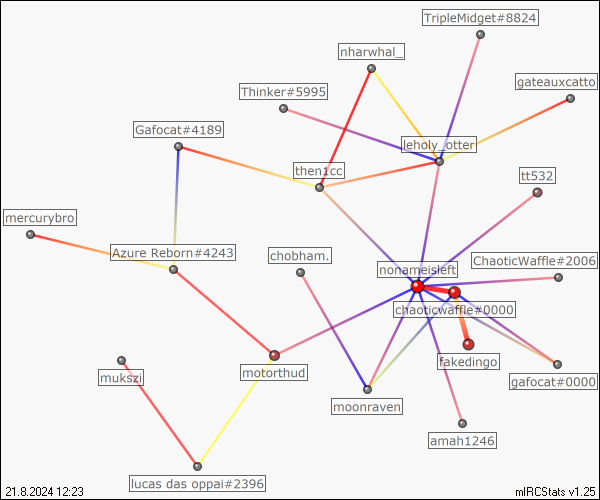 TripleMidget#8824
nharwhal_
gateauxcatto
Thinker#5995
Gafocat#4189
leholy_otter
then1cc
tt532
mercurybro
Azure Reborn#4243
chobham.
nonameisleft
ChaoticWaffle#2006
chaoticwaffle#0000
fakedingo
motorthud
mukszi
gafocat#0000
moonraven
amah1246
lucas das oppai#2396
21.8.2024 12:23
mIRCStats v1.25